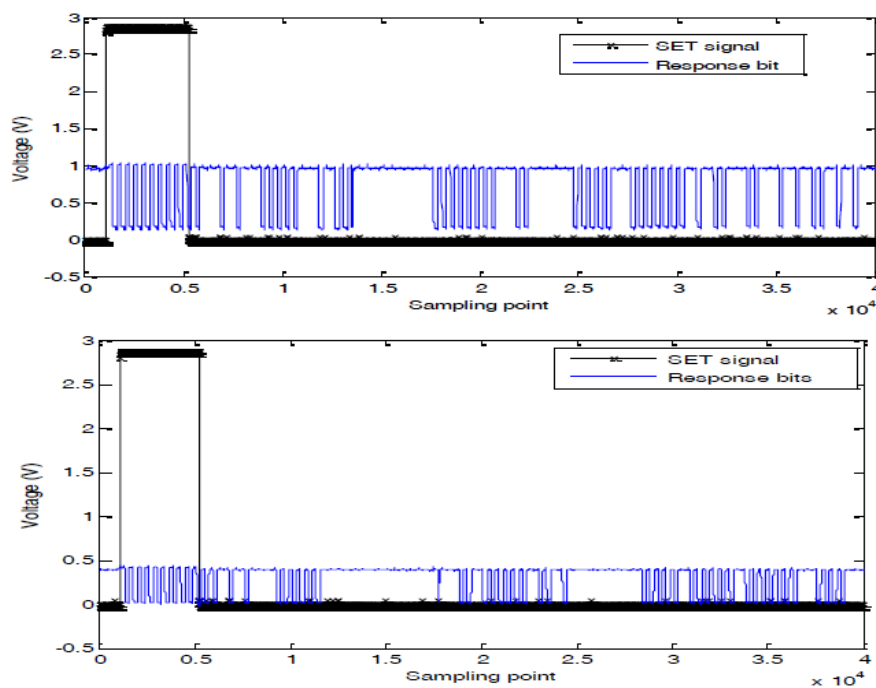 3
2.5
2
1.5
1
0.5
0
-0.5
Voltage (V)
SET signal
Response bit
0 0.5 1 1.5 2 2.5 3 3.5 4
Sampling point
x 10^4
3
2.5
2
1.5
1
0.5
0
-0.5
Voltage (V)
SET signal
Response bits
0 0.5 1 1.5 2 2.5 3 3.5 4
Sampling point
x 10^4